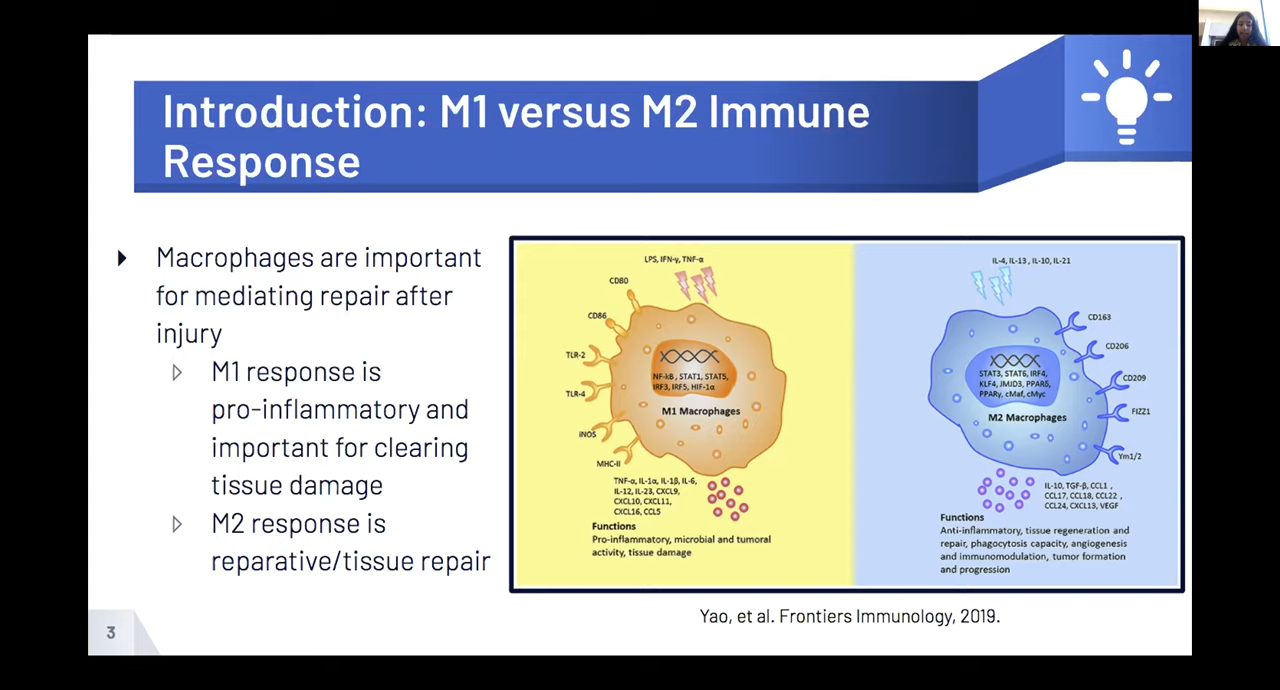 Introduction: M1 versus M2 Immune
Response
Macrophages are important
for mediating repair after
injury
M1 response is
pro-inflammatory and
important for clearing
tissue damage
M2 response is
reparative/tissue repair
LPS, IFN-γ, TNF-α
CD80
CD86
TLR-2
TLR-4
iNOS
MHC-II
NF-kB, STAT1, STAT5,
IRF3, IRF5, HIF-1α
M1 Macrophages
TNF-α, IL-1α, IL-1β, IL-6,
IL-12, IL-23, CXCL9,
CXCL10, CXCL11,
CXCL16, CCL5
Functions
Pro-inflammatory, microbial and tumoral
activity, tissue damage
IL-4, IL-13, IL-10, IL-21
CD163
CD206
CD209
FIZZ1
Ym1/2
STAT3, STAT6, IRF4,
KLF4, JMJD3, PPARδ,
PPARγ, cMaf, cMyc
M2 Macrophages
IL-10, TGF-β, CCL1,
CCL17, CCL18, CCL22,
CCL24, CXCL13, VEGF
Functions
Anti-inflammatory, tissue regeneration and
repair, phagocytosis capacity, angiogenesis
and immunomodulation, tumor formation
and progression
Yao, et al. Frontiers Immunology, 2019.
3